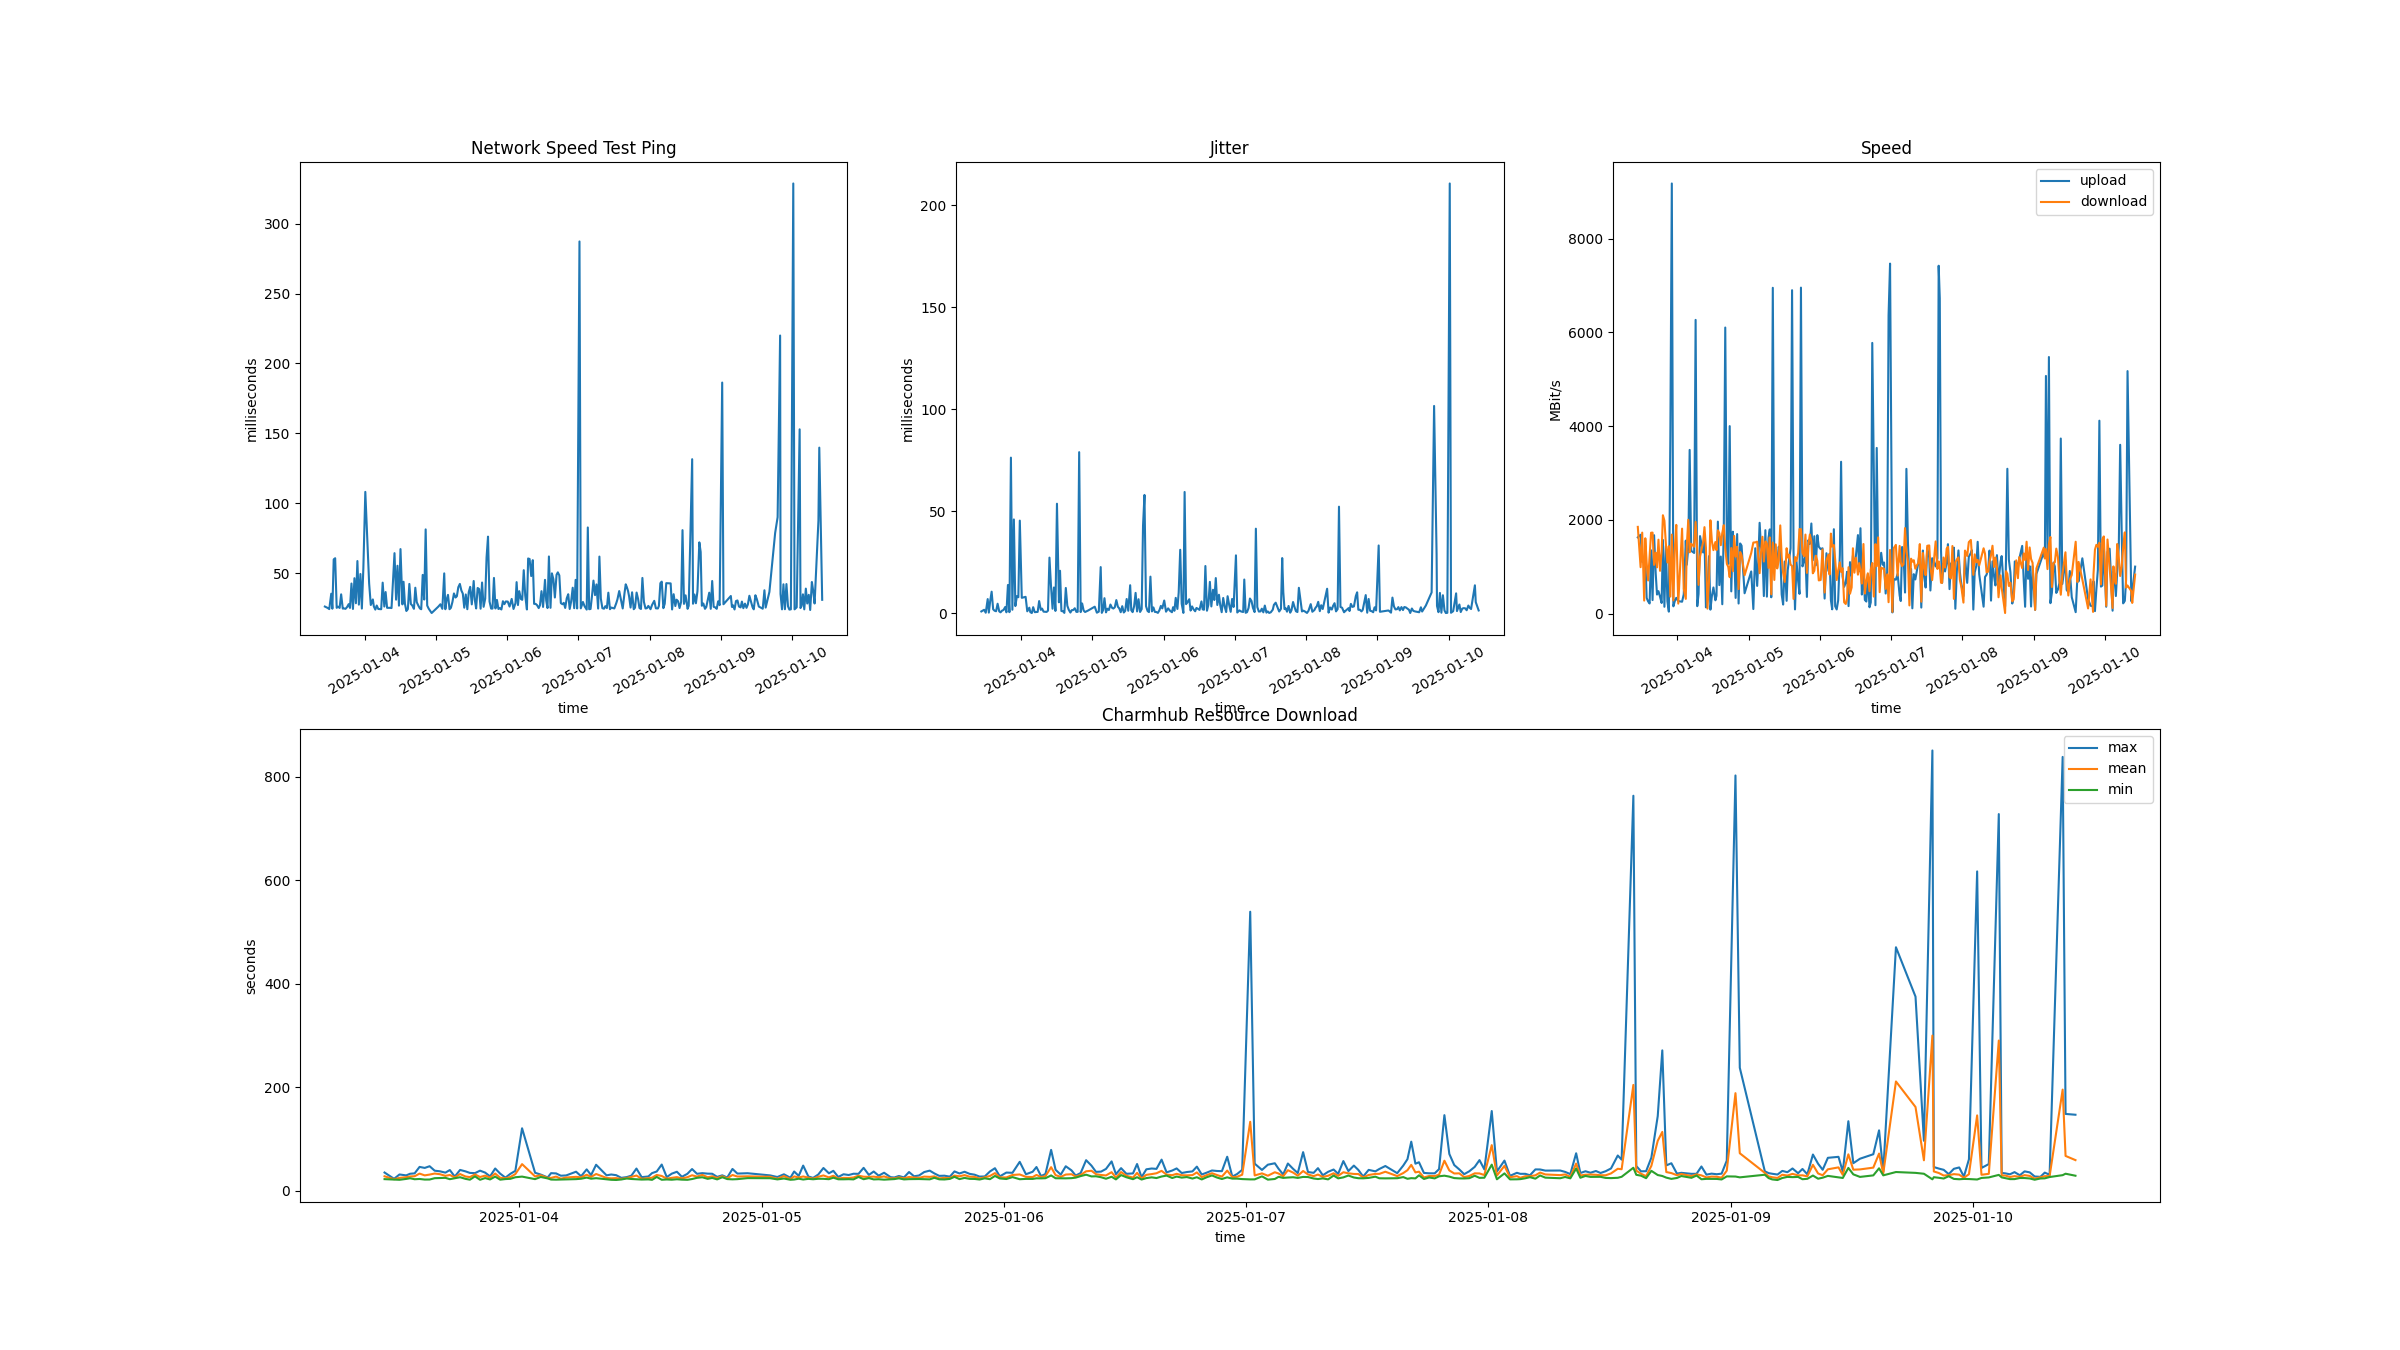 Network Speed Test Ping
milliseconds
300
250
200
150
100
50
2025-01-04
2025-01-05
2025-01-06
2025-01-07
2025-01-08
2025-01-09
2025-01-10
time
Jitter
milliseconds
200
150
100
50
0
2025-01-04
2025-01-05
2025-01-06
2025-01-07
2025-01-08
2025-01-09
2025-01-10
time
Speed
MBit/s
8000
6000
4000
2000
0
upload
download
2025-01-04
2025-01-05
2025-01-06
2025-01-07
2025-01-08
2025-01-09
2025-01-10
time
Charmhub Resource Download
seconds
800
600
400
200
0
max
mean
min
2025-01-04
2025-01-05
2025-01-06
2025-01-07
2025-01-08
2025-01-09
2025-01-10
time